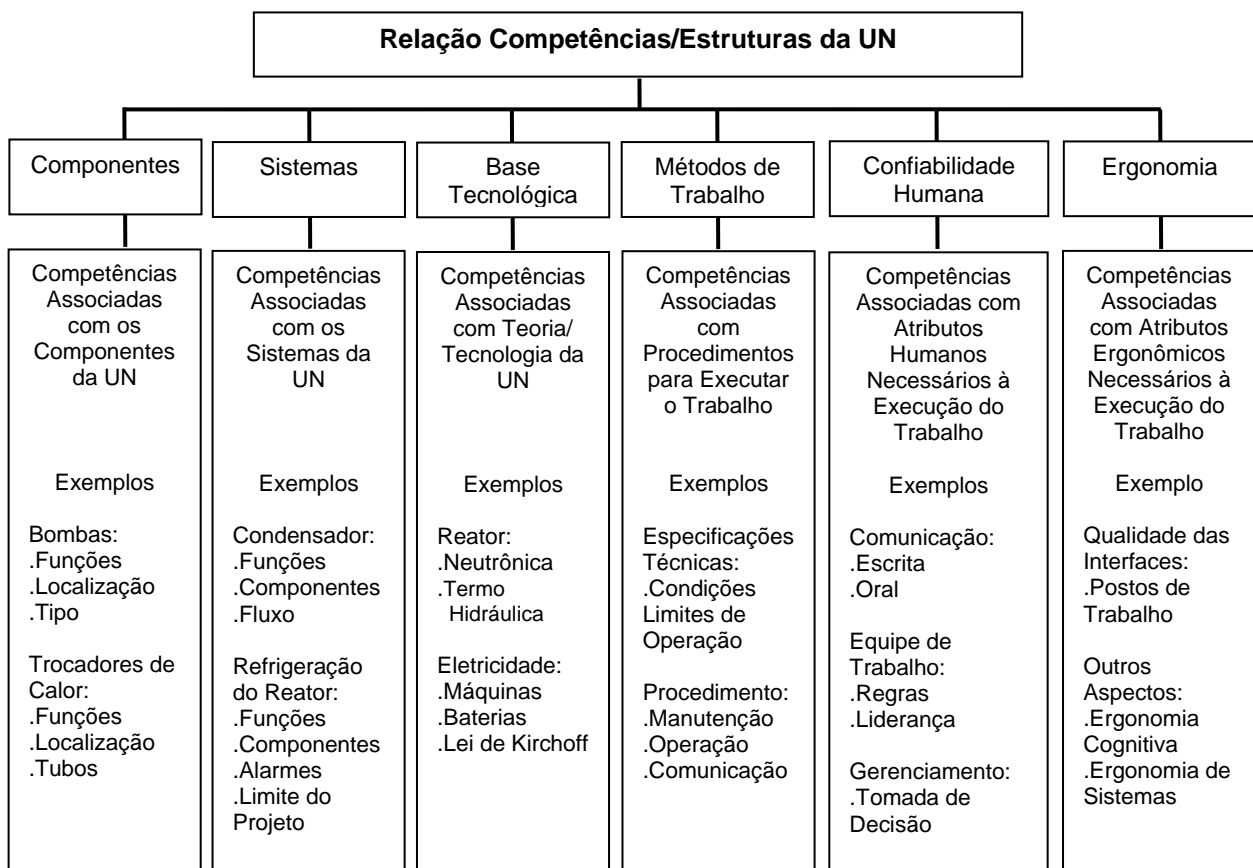 Relação Competências/Estruturas da UN
Componentes
Sistemas
Base
Tecnológica
Métodos de
Trabalho
Confiabilidade
Humana
Ergonomia
Competências
Associadas
com os
Componentes
da UN
Exemplos
Bombas:
.Funções
.Localização
.Tipo
Trocadores de
Calor:
.Funções
.Localização
.Tubos
Competências
Associadas
com os
Sistemas da
UN
Exemplos
Condensador:
.Funções
.Componentes
.Fluxo
Refrigeração
do Reator:
.Funções
.Componentes
.Alarmes
.Limite do
Projeto
Competências
Associadas
com Teoria/
Tecnologia da
UN
Exemplos
Reator:
.Neutrônica
.Termo
Hidráulica
Eletricidade:
.Máquinas
.Baterias
.Lei de Kirchoff
Competências
Associadas
com
Procedimentos
para Executar
o Trabalho
Exemplos
Especificações
Técnicas:
.Condições
Limites de
Operação
Procedimento:
.Manutenção
.Operação
.Comunicação
Competências
Associadas com
Atributos
Humanos
Necessários à
Execução do
Trabalho
Exemplos
Comunicação:
.Escrita
.Oral
Equipe de
Trabalho:
.Regras
.Liderança
Gerenciamento:
.Tomada de
Decisão
Competências
Associadas
com Atributos
Ergonômicos
Necessários à
Execução do
Trabalho
Exemplo
Qualidade das
Interfaces:
.Postos de
Trabalho
Outros
Aspectos:
.Ergonomia
Cognitiva
.Ergonomia de
Sistemas